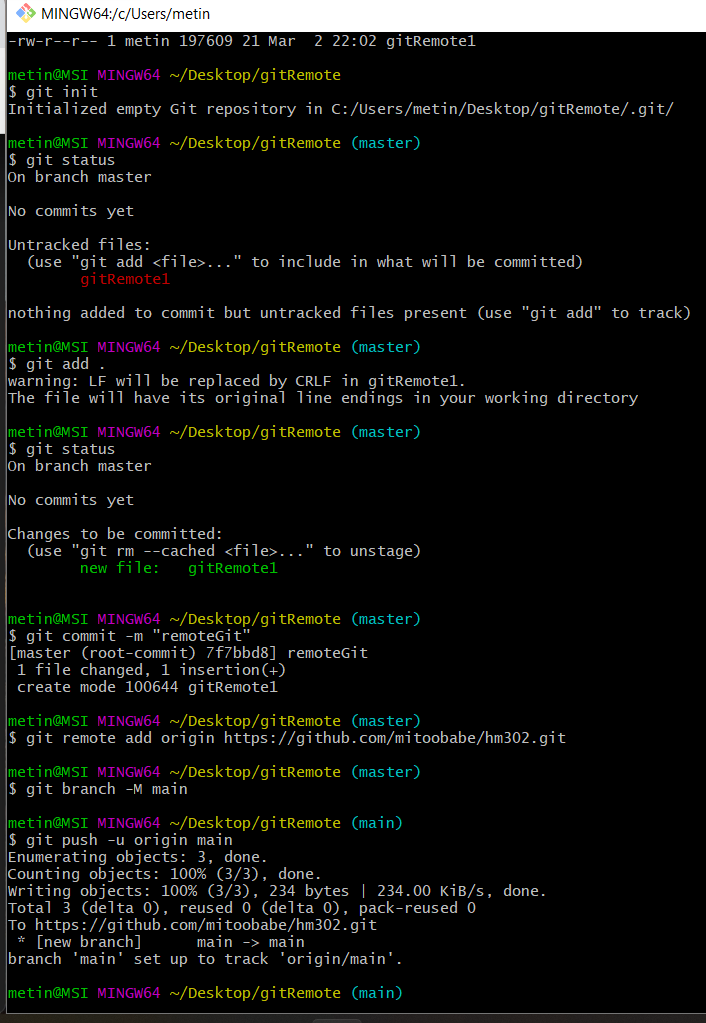 MINGW64:/c/Users/metin
-rw-r--r-- 1 metin 197609 21 Mar  2 22:02 gitRemote1
metin@MSI MINGW64 ~/Desktop/gitRemote
$ git init
Initialized empty Git repository in C:/Users/metin/Desktop/gitRemote/.git/
metin@MSI MINGW64 ~/Desktop/gitRemote (master)
$ git status
On branch master
No commits yet
Untracked files:
  (use "git add <file>..." to include in what will be committed)
        gitRemote1
nothing added to commit but untracked files present (use "git add" to track)
metin@MSI MINGW64 ~/Desktop/gitRemote (master)
$ git add .
warning: LF will be replaced by CRLF in gitRemote1.
The file will have its original line endings in your working directory
metin@MSI MINGW64 ~/Desktop/gitRemote (master)
$ git status
On branch master
No commits yet
Changes to be committed:
  (use "git rm --cached <file>..." to unstage)
        new file:   gitRemote1
metin@MSI MINGW64 ~/Desktop/gitRemote (master)
$ git commit -m "remoteGit"
[master (root-commit) 7f7bbd8] remoteGit
 1 file changed, 1 insertion(+)
 create mode 100644 gitRemote1
metin@MSI MINGW64 ~/Desktop/gitRemote (master)
$ git remote add origin https://github.com/mitoobabe/hm302.git
metin@MSI MINGW64 ~/Desktop/gitRemote (master)
$ git branch -M main
metin@MSI MINGW64 ~/Desktop/gitRemote (main)
$ git push -u origin main
Enumerating objects: 3, done.
Counting objects: 100% (3/3), done.
Writing objects: 100% (3/3), 234 bytes | 234.00 KiB/s, done.
Total 3 (delta 0), reused 0 (delta 0), pack-reused 0
To https://github.com/mitoobabe/hm302.git
 * [new branch]      main -> main
branch 'main' set up to track 'origin/main'.
metin@MSI MINGW64 ~/Desktop/gitRemote (main)